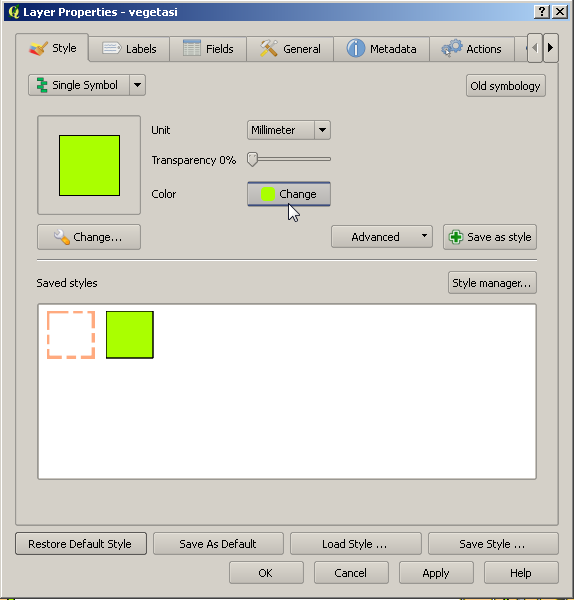 Layer Properties - vegetasi
Style Labels Fields General Metadata Actions
Single Symbol Old symbology
Unit Millimeter
Transparency 0%
Color Change
Change... Advanced Save as style
Saved styles Style manager...
Restore Default Style Save As Default Load Style ... Save Style ...
OK Cancel Apply Help